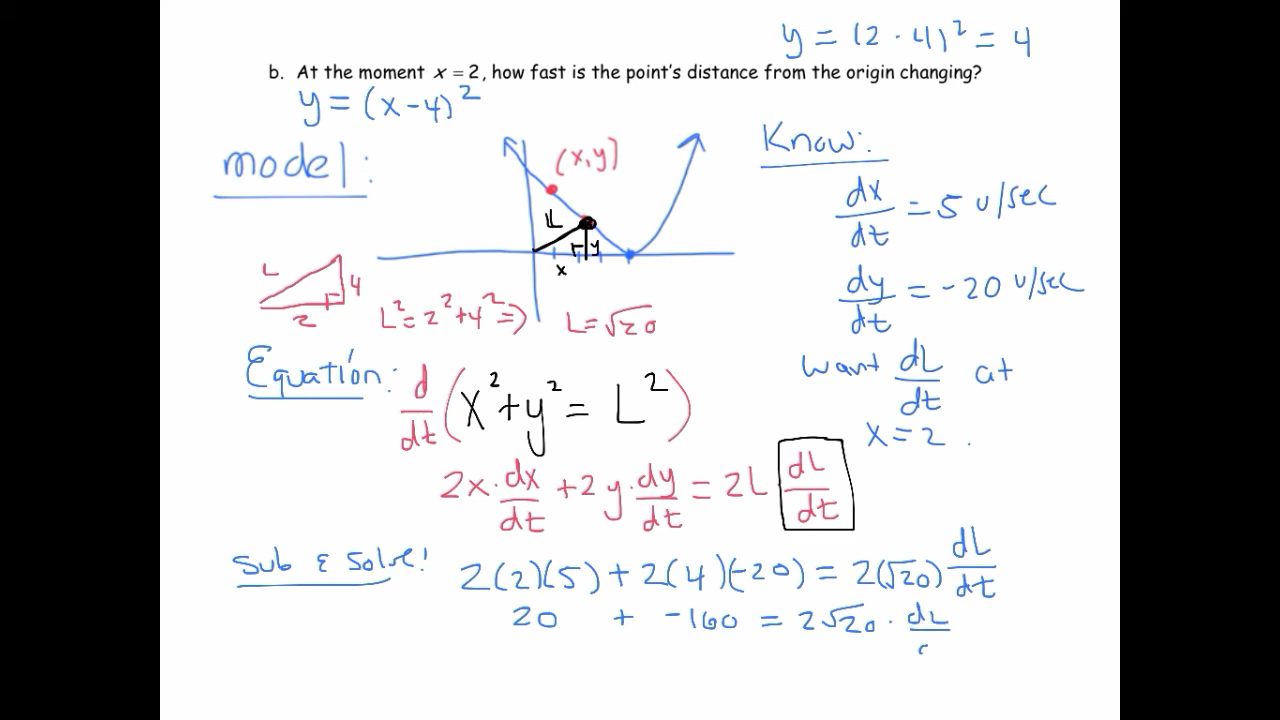 y = (2 · 4)² = 4
b. At the moment x = 2, how fast is the point's distance from the origin changing?
y = (x - 4)²
model:
(x, y)
L
y
x
Know:
dx/dt = 5 u/sec
dy/dt = -20 u/sec
want dL/dt at
x = 2.
L
4
2
L² = 2² + 4² => L = √20
Equation:
d/dt (x² + y² = L²)
2x · dx/dt + 2y · dy/dt = 2L dL/dt
Sub & Solve!
2(2)(5) + 2(4)(-20) = 2(√20) dL/dt
20 + -160 = 2√20 · dL/